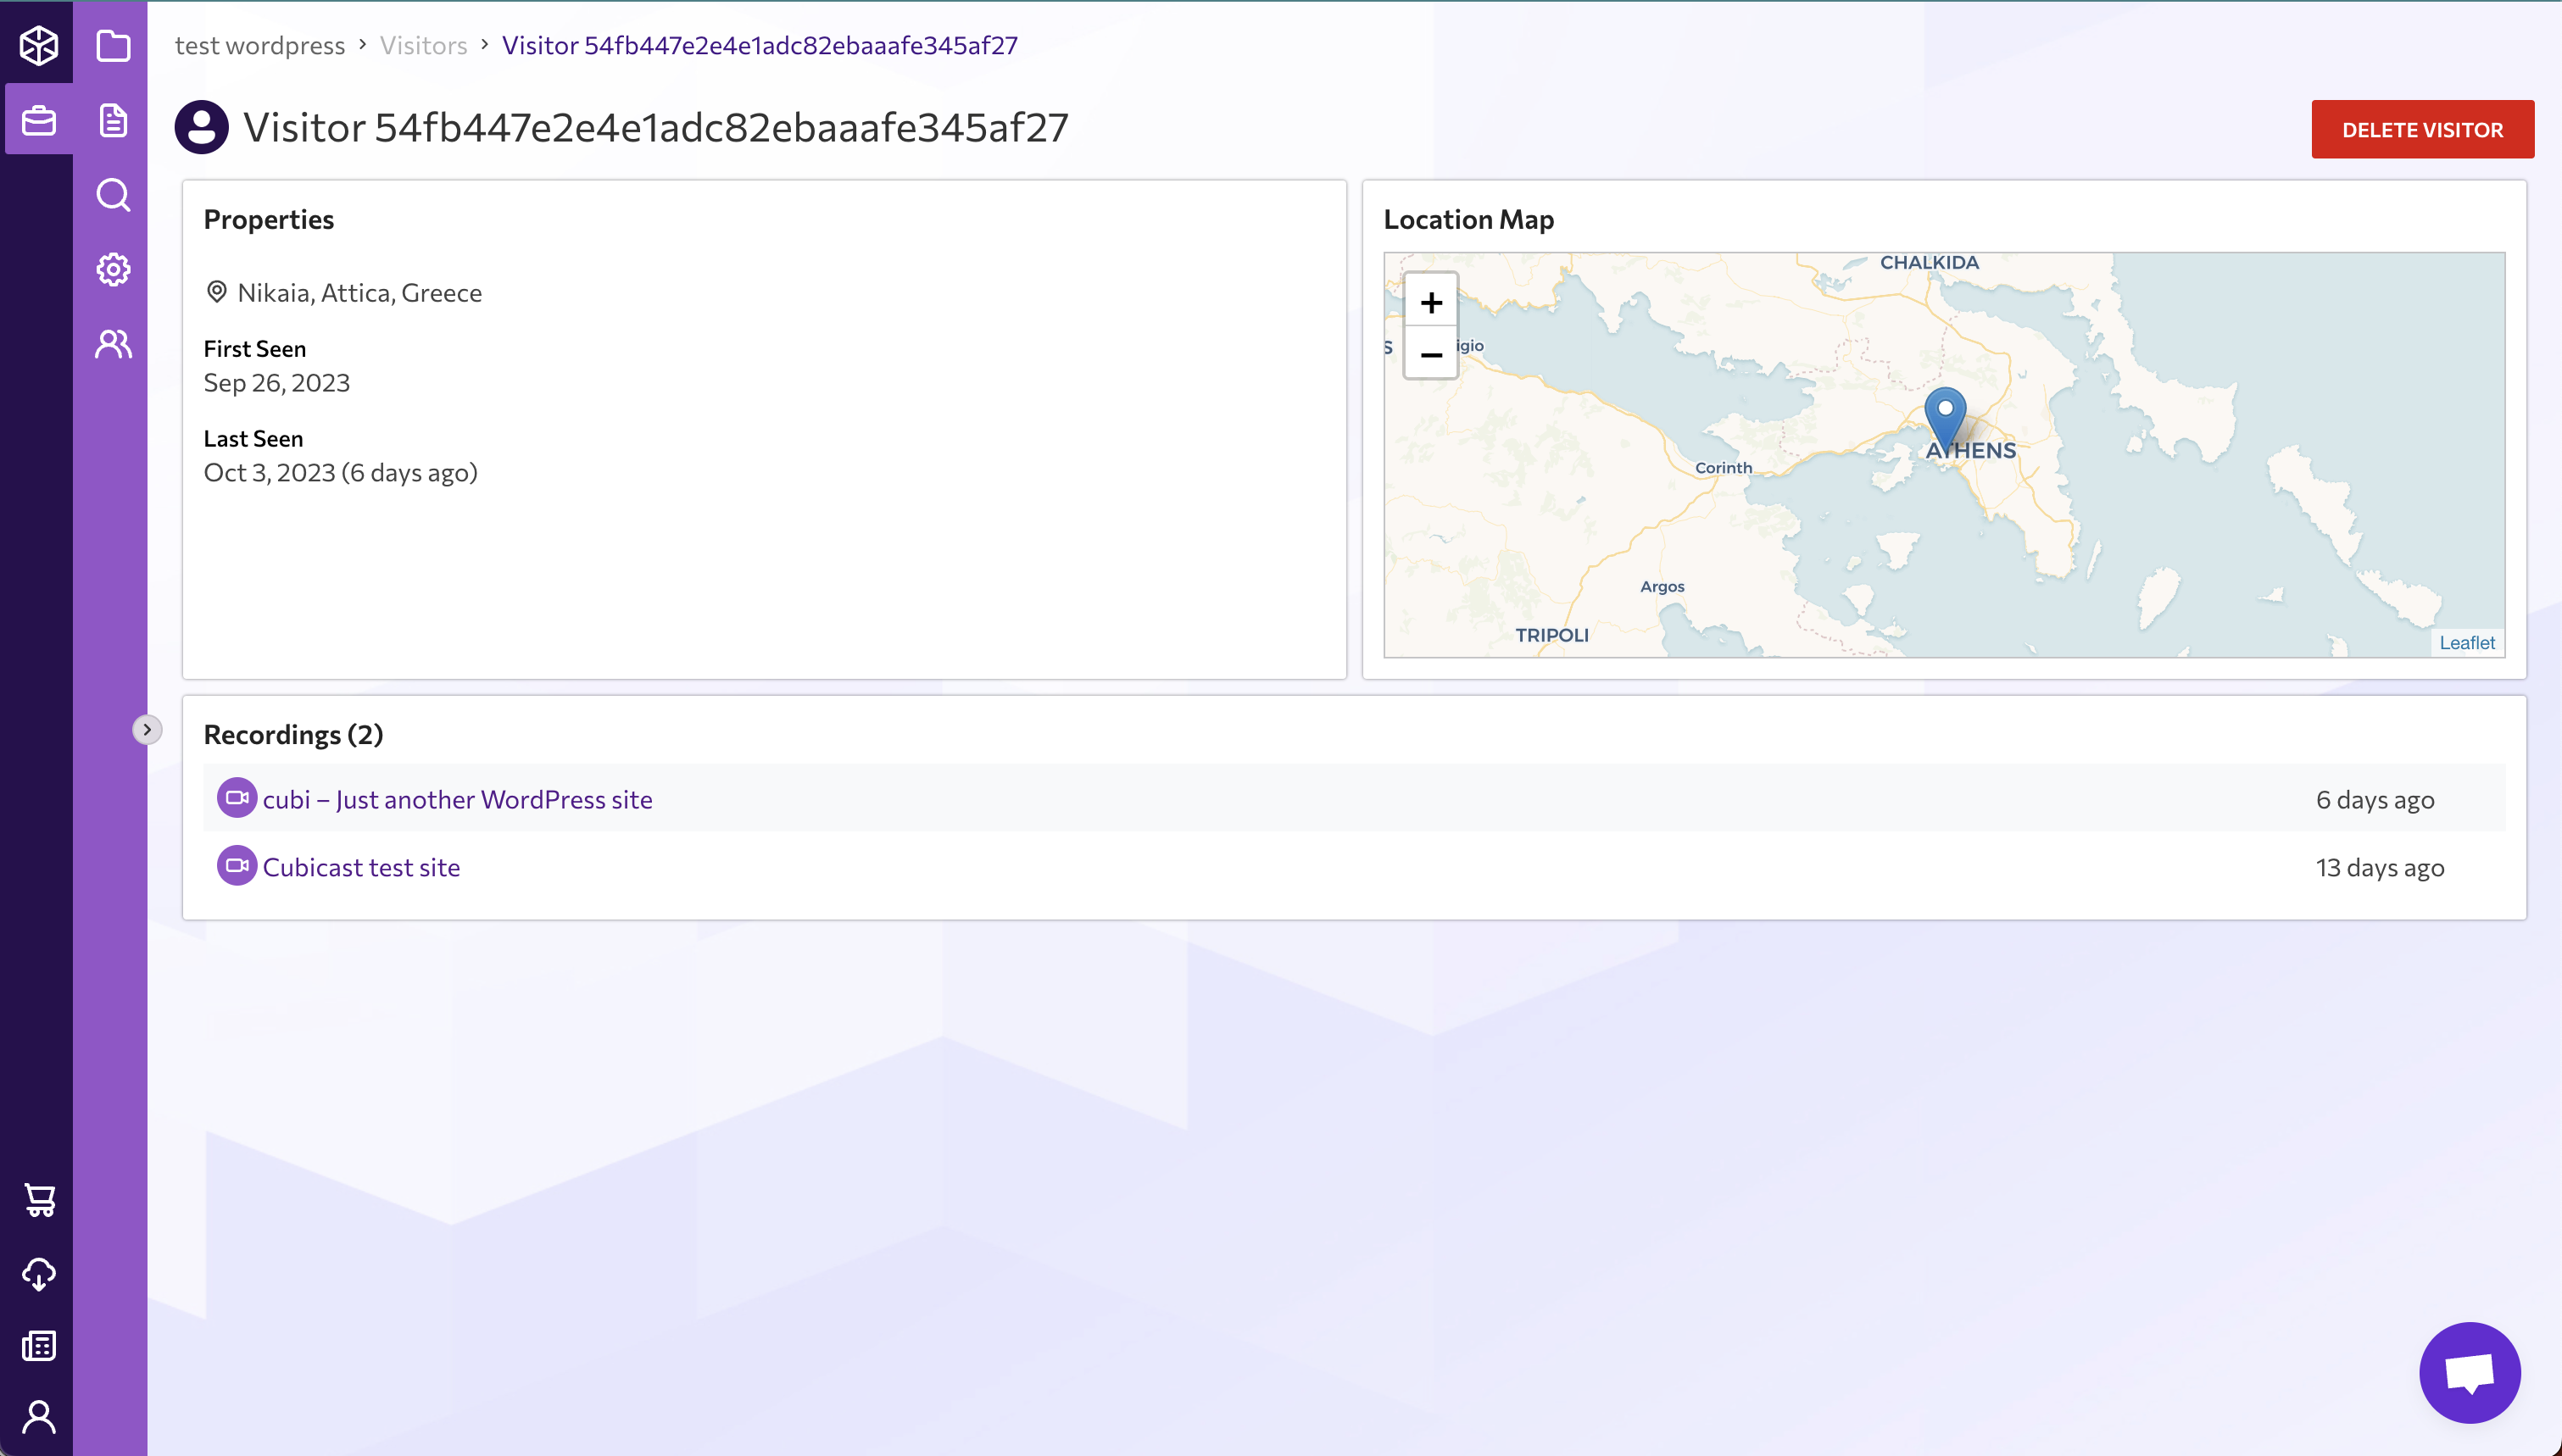 test wordpress › Visitors › Visitor 54fb447e2e4e1adc82ebaaafe345af27
Visitor 54fb447e2e4e1adc82ebaaafe345af27
DELETE VISITOR
Properties
Nikaia, Attica, Greece
First Seen
Sep 26, 2023
Last Seen
Oct 3, 2023 (6 days ago)
Location Map
+
−
CHALKIDA
S
igio
ATHENS
Corinth
Argos
TRIPOLI
Leaflet
Recordings (2)
cubi – Just another WordPress site
6 days ago
Cubicast test site
13 days ago